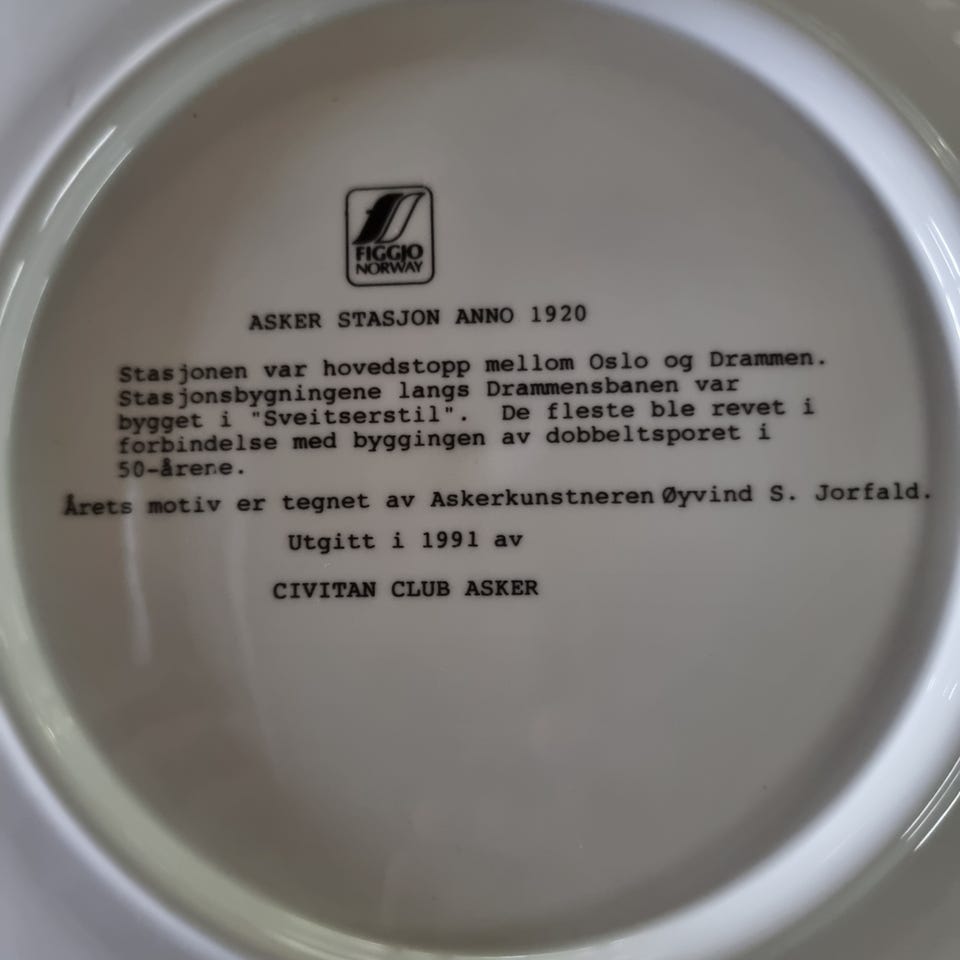 FIGGJO
NORWAY
ASKER STASJON ANNO 1920
Stasjonen var hovedstopp mellom Oslo og Drammen.
Stasjonsbygningene langs Drammensbanen var
bygget i "Sveitserstil". De fleste ble revet i
forbindelse med byggingen av dobbeltsporet i
50-årene.
Årets motiv er tegnet av Askerkunstneren Øyvind S. Jorfald.
Utgitt i 1991 av
CIVITAN CLUB ASKER